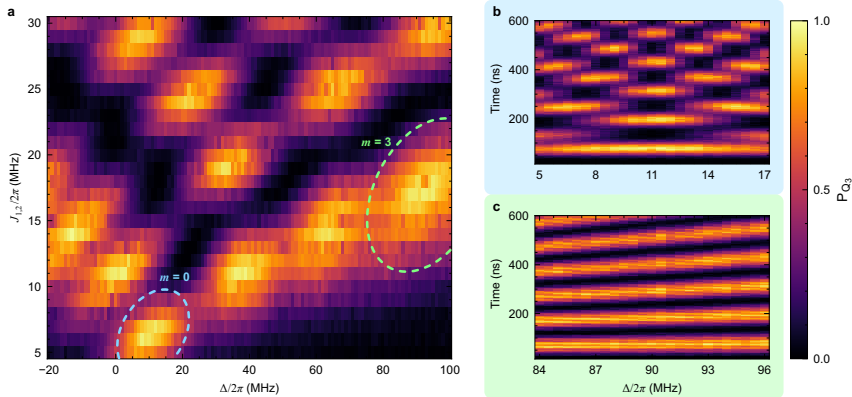 a
30
25
20
15
10
5
J1,2/2π (MHz)
m = 3
m = 0
−20
0
20
40
60
80
100
Δ/2π (MHz)
b
600
400
200
Time (ns)
5
8
11
14
17
c
600
400
200
Time (ns)
84
87
90
93
96
Δ/2π (MHz)
1.0
0.5
0.0
PQ3